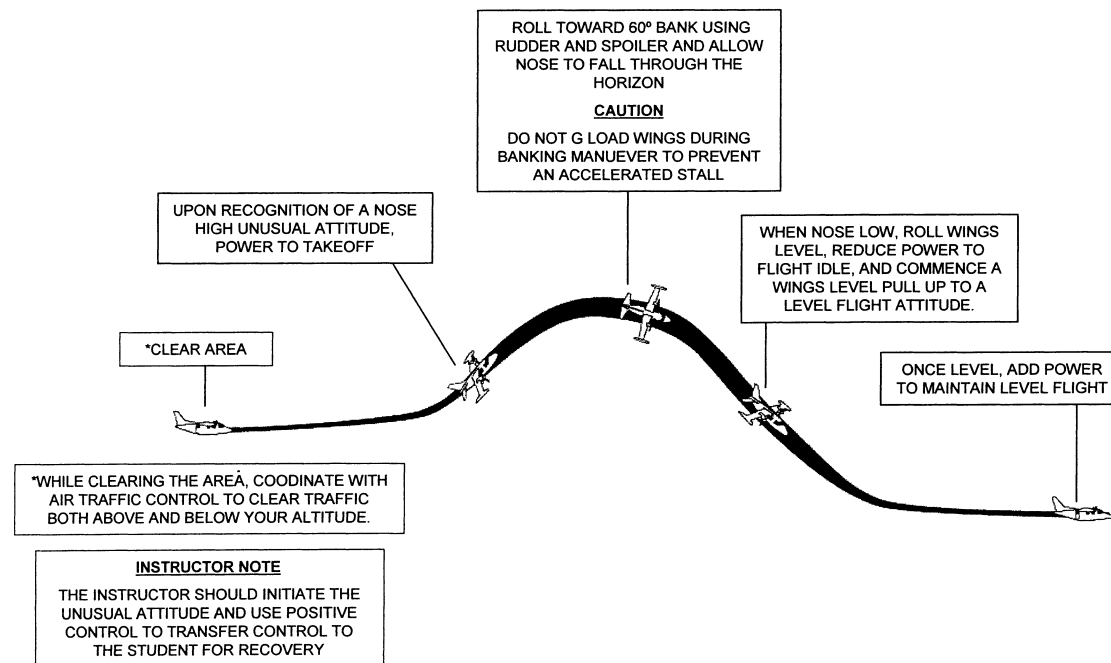 ROLL TOWARD 60º BANK USING
RUDDER AND SPOILER AND ALLOW
NOSE TO FALL THROUGH THE
HORIZON
CAUTION
DO NOT G LOAD WINGS DURING
BANKING MANUEVER TO PREVENT
AN ACCELERATED STALL
UPON RECOGNITION OF A NOSE
HIGH UNUSUAL ATTITUDE,
POWER TO TAKEOFF
WHEN NOSE LOW, ROLL WINGS
LEVEL, REDUCE POWER TO
FLIGHT IDLE, AND COMMENCE A
WINGS LEVEL PULL UP TO A
LEVEL FLIGHT ATTITUDE.
*CLEAR AREA
ONCE LEVEL, ADD POWER
TO MAINTAIN LEVEL FLIGHT
*WHILE CLEARING THE AREA, COODINATE WITH
AIR TRAFFIC CONTROL TO CLEAR TRAFFIC
BOTH ABOVE AND BELOW YOUR ALTITUDE.
INSTRUCTOR NOTE
THE INSTRUCTOR SHOULD INITIATE THE
UNUSUAL ATTITUDE AND USE POSITIVE
CONTROL TO TRANSFER CONTROL TO
THE STUDENT FOR RECOVERY